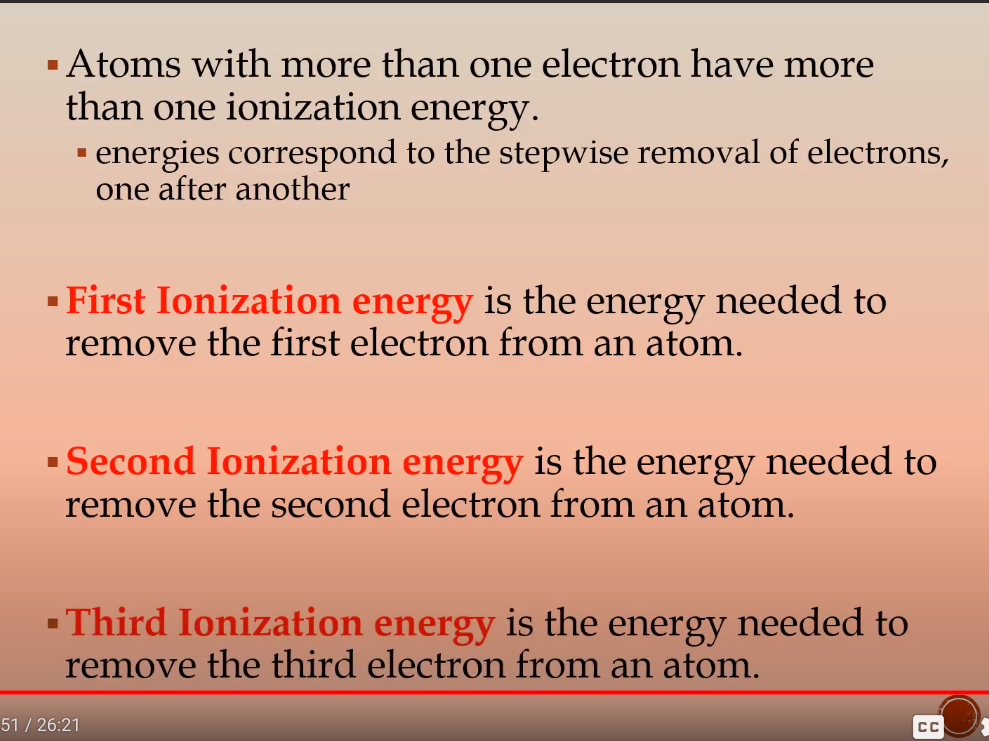 Atoms with more than one electron have more
than one ionization energy.
energies correspond to the stepwise removal of electrons,
one after another
First Ionization energy is the energy needed to
remove the first electron from an atom.
Second Ionization energy is the energy needed to
remove the second electron from an atom.
Third Ionization energy is the energy needed to
remove the third electron from an atom.
51 / 26:21
CC